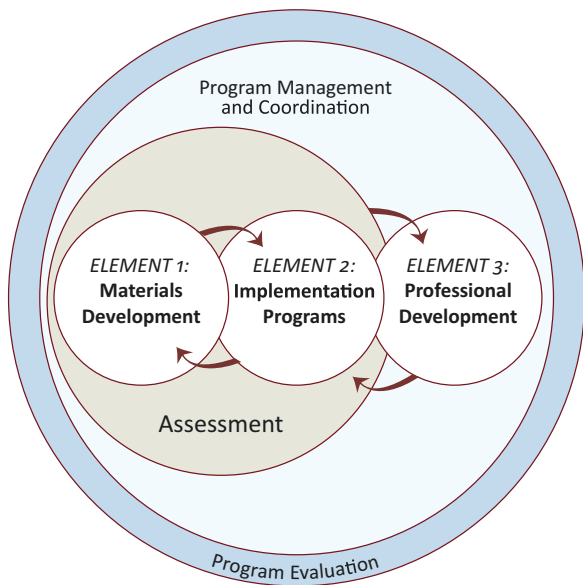 Program Management
and Coordination
ELEMENT 1:
Materials
Development
ELEMENT 2:
Implementation
Programs
ELEMENT 3:
Professional
Development
Assessment
Program Evaluation